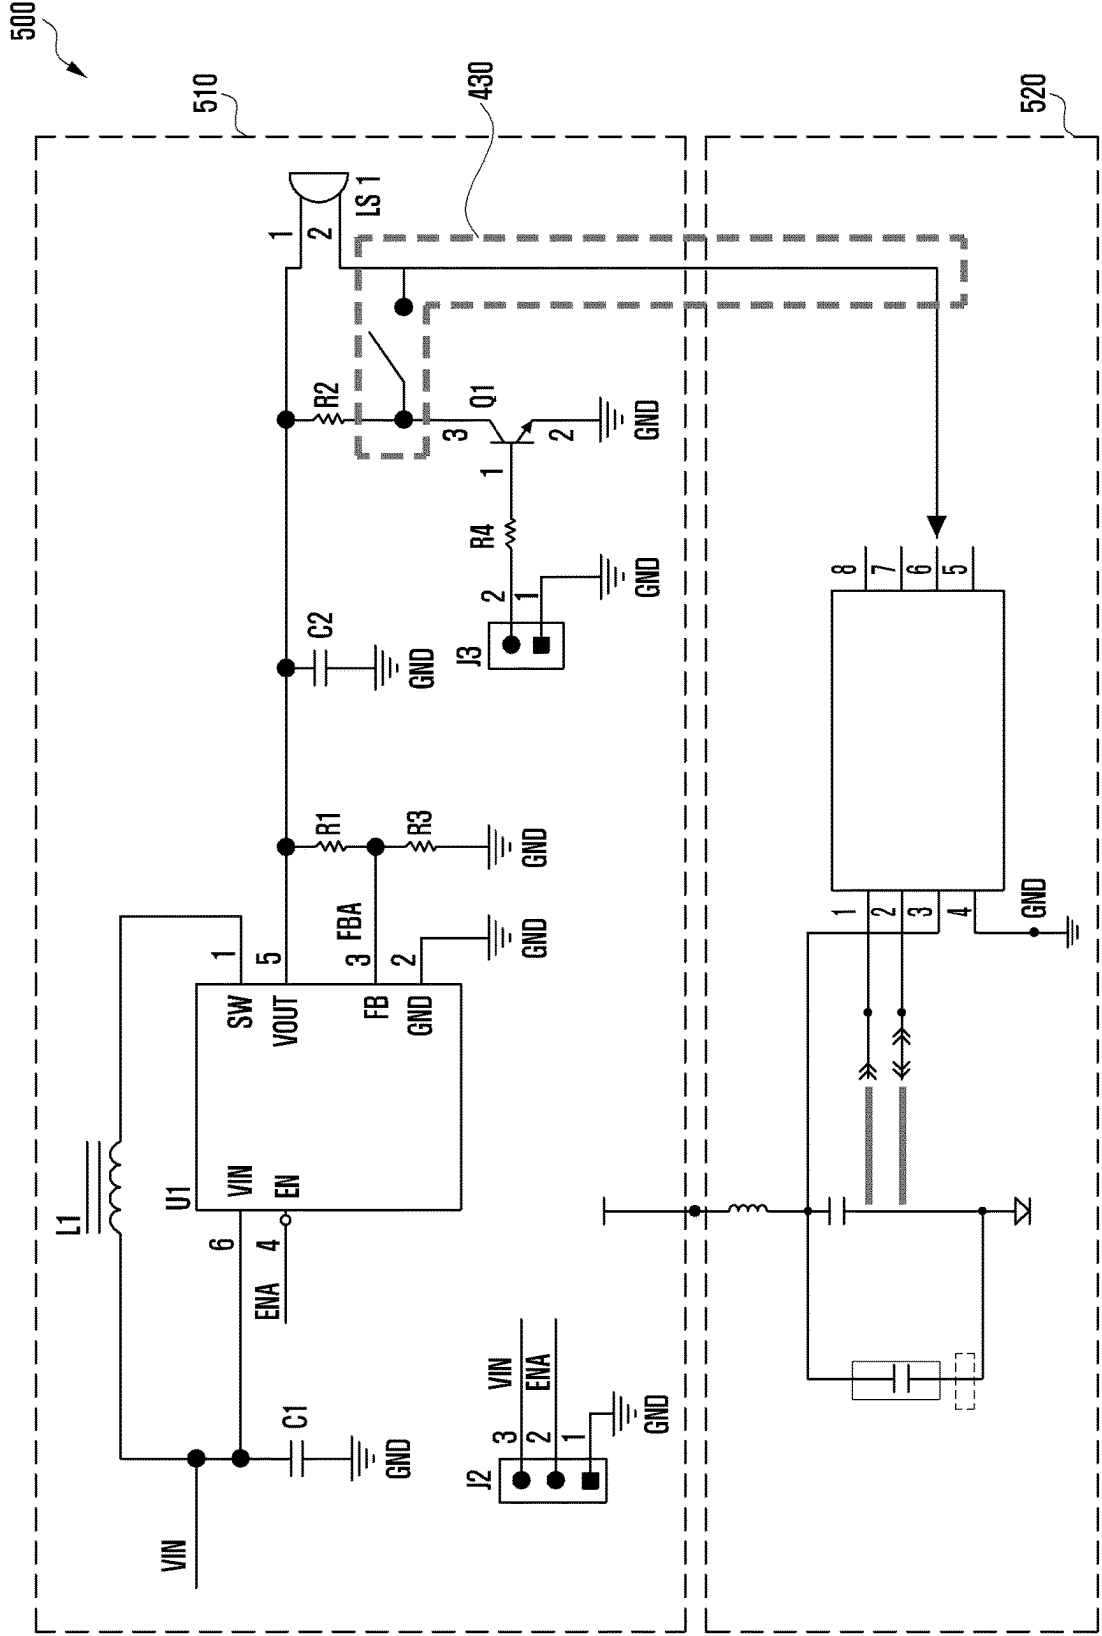 500
510
430
520
LS 1
1
2
R2
Q1
3
2
1
GND
R4
J3
2
1
GND
C2
GND
R1
R3
GND
FBA
GND
1
5
3
2
SW
VOUT
FB
GND
U1
VIN
EN
L1
6
4
ENA
C1
GND
VIN
J2
3
2
1
VIN
ENA
GND
8
7
6
5
1
2
3
4
GND